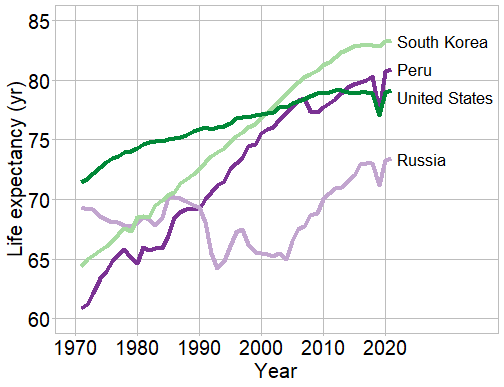 85
80
75
70
65
60
Life expectancy (yr)
South Korea
Peru
United States
Russia
1970 1980 1990 2000 2010 2020
Year